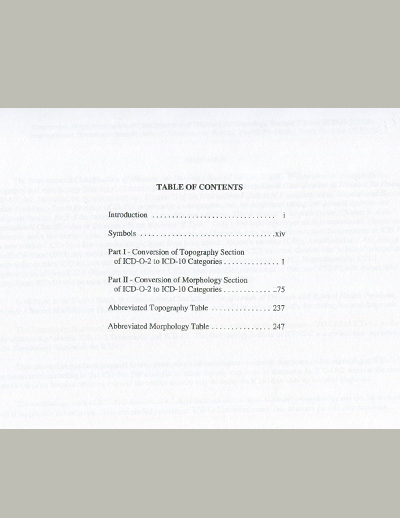 TABLE OF CONTENTS
Introduction ............................... i
Symbols ..................................xiv
Part I - Conversion of Topography Section
of ICD-O-2 to ICD-10 Categories ............. 1
Part II - Conversion of Morphology Section
of ICD-O-2 to ICD-10 Categories .............75
Abbreviated Topography Table ............... 237
Abbreviated Morphology Table ............... 247